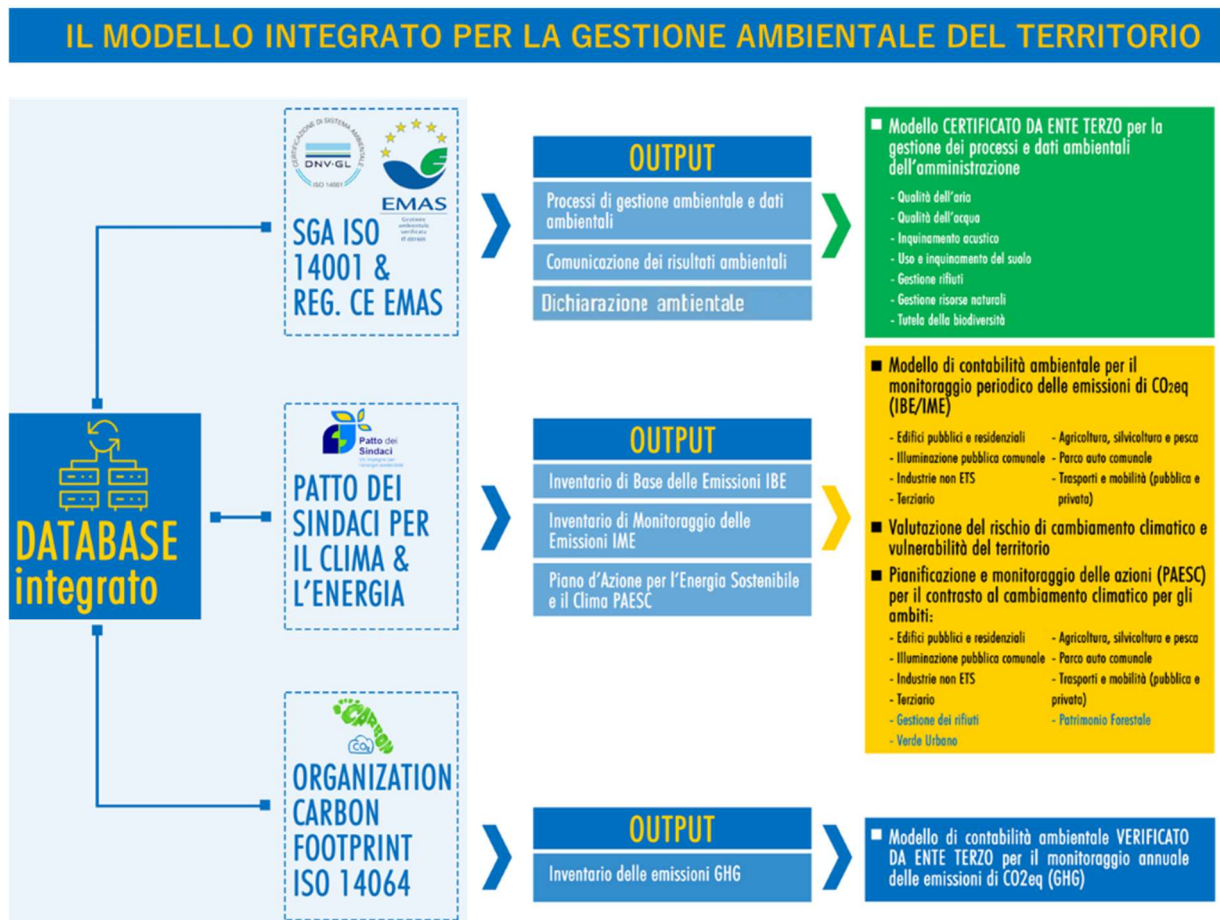 IL MODELLO INTEGRATO PER LA GESTIONE AMBIENTALE DEL TERRITORIO
CERTIFICAZIONE DI SISTEMA AMBIENTALE
DNV·GL
ISO 14001
EMAS
Gestione
ambientale
verificata
SGA ISO
14001 &
REG. CE EMAS
OUTPUT
Processi di gestione ambientale e dati
ambientali
Comunicazione dei risultati ambientali
Dichiarazione ambientale
■ Modello CERTIFICATO DA ENTE TERZO per la
gestione dei processi e dati ambientali
dell'amministrazione
- Qualità dell'aria
- Qualità dell'acqua
- Inquinamento acustico
- Uso e inquinamento del suolo
- Gestione rifiuti
- Gestione risorse naturali
- Tutela della biodiversità
DATABASE
integrato
Patto dei
Sindaci
PATTO DEI
SINDACI PER
IL CLIMA &
L'ENERGIA
OUTPUT
Inventario di Base delle Emissioni IBE
Inventario di Monitoraggio delle
Emissioni IME
Piano d'Azione per l'Energia Sostenibile
e il Clima PAESC
■ Modello di contabilità ambientale per il
monitoraggio periodico delle emissioni di CO2eq
(IBE/IME)
- Edifici pubblici e residenziali
- Illuminazione pubblica comunale
- Industrie non ETS
- Terziario
- Agricoltura, silvicoltura e pesca
- Parco auto comunale
- Trasporti e mobilità (pubblica e
privata)
■ Valutazione del rischio di cambiamento climatico e
vulnerabilità del territorio
■ Pianificazione e monitoraggio delle azioni (PAESC)
per il contrasto al cambiamento climatico per gli
ambiti:
- Edifici pubblici e residenziali
- Illuminazione pubblica comunale
- Industrie non ETS
- Terziario
- Gestione dei rifiuti
- Verde Urbano
- Agricoltura, silvicoltura e pesca
- Parco auto comunale
- Trasporti e mobilità (pubblica e
privata)
- Patrimonio Forestale
CARBON
CO2
ORGANIZATION
CARBON
FOOTPRINT
ISO 14064
OUTPUT
Inventario delle emissioni GHG
■ Modello di contabilità ambientale VERIFICATO
DA ENTE TERZO per il monitoraggio annuale
delle emissioni di CO2eq (GHG)